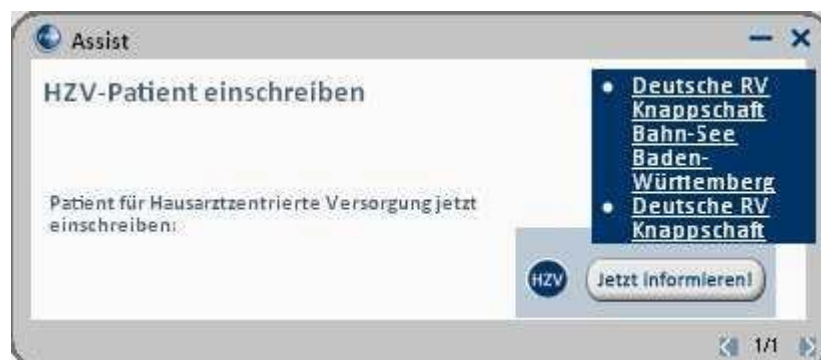 Assist
HZV-Patient einschreiben
Deutsche RV
Knappschaft
Bahn-See
Baden-
Württemberg
Deutsche RV
Knappschaft
Patient für Hausarztzentrierte Versorgung jetzt
einschreiben:
HZV
Jetzt informieren!
1/1